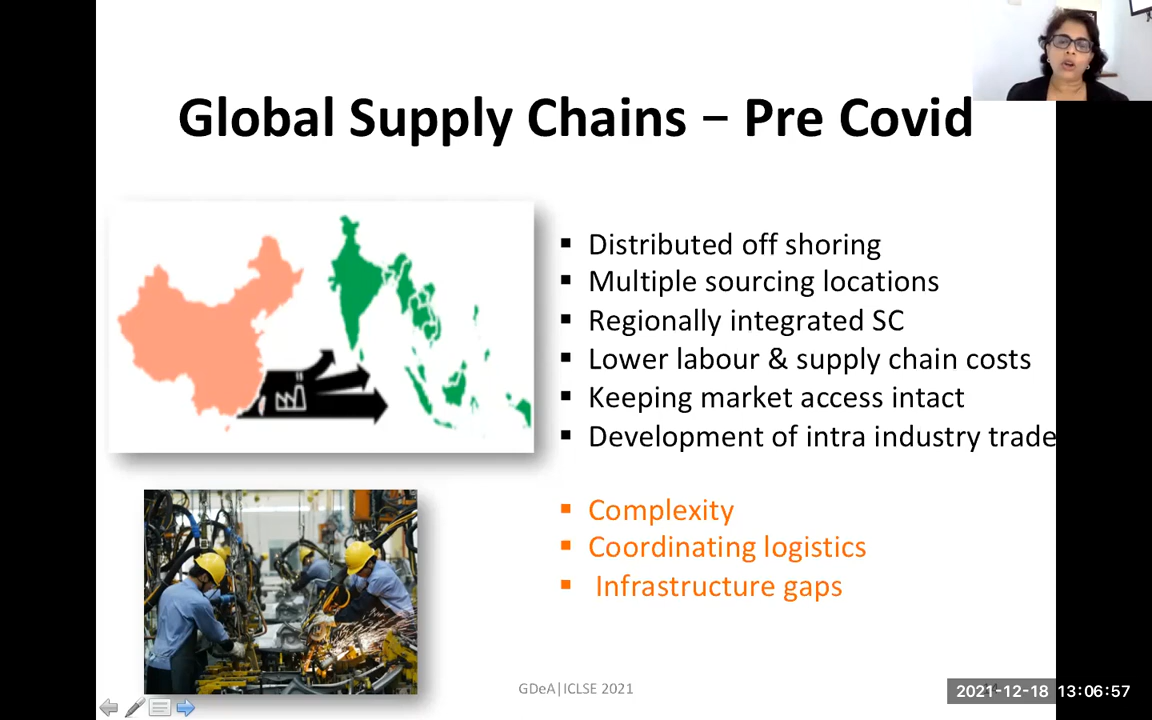 Global Supply Chains – Pre Covid
Distributed off shoring
Multiple sourcing locations
Regionally integrated SC
Lower labour & supply chain costs
Keeping market access intact
Development of intra industry trade
Complexity
Coordinating logistics
Infrastructure gaps
GDeA|ICLSE 2021
2021-12-18 13:06:57